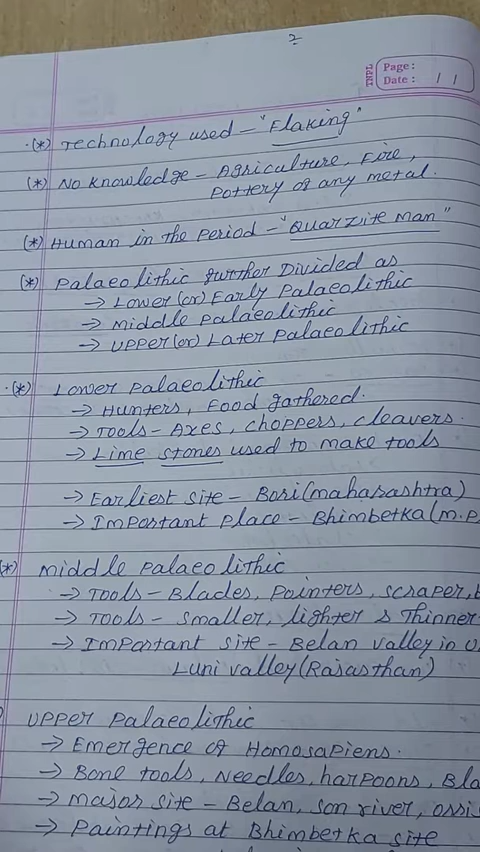 2
TNPL Page :
Date : / /
(*) Technology used - "Flaking"
(*) No knowledge - Agriculture, Fire,
Pottery or any metal.
(*) Human in the Period - "Quarzite man"
(*) Palaeolithic further Divided as
→ Lower (or) Early Palaeolithic
→ Middle Palaeolithic
→ Upper (or) Later Palaeolithic
(*) Lower Palaeolithic
→ Hunters, Food gathered.
→ Tools - Axes, choppers, cleavers.
→ Lime stones used to make tools
→ Earliest site - Bori (maharashtra)
→ Important Place - Bhimbetka (m.p
(*) Middle Palaeolithic
→ Tools - Blades, Pointers, scraper,
→ Tools - Smaller, lighter & Thinner
→ Important site - Belan valley in
Luni valley (Rajasthan)
Upper Palaeolithic
→ Emergence of Homosapiens.
→ Bone tools, Needles, harpoons, Bla
→ Major site - Belan, son river,
→ Paintings at Bhimbetka site